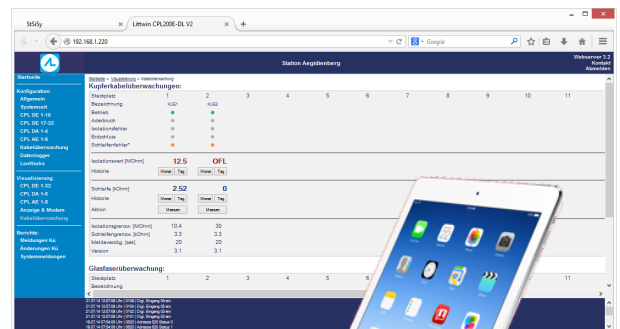 StSiSy
Littwin CPL200E-DL V2
192.168.1.220
Google
Station Aegidienberg
Webserver 3.2
Kontakt
Abmelden
Startseite
Konfiguration:
Allgemein
Systemzeit
CPL DE 1-16
CPL DE 17-32
CPL DA 1-4
CPL AE 1-8
Kabelüberwachung
Datenlogger
LonWorks
Visualisierung:
CPL DE 1-32
CPL DA 1-8
CPL AE 1-8
Anzeige & Modem
Kabelüberwachung
Berichte:
Meldungen Kü
Änderungen Kü
Systemmeldungen
Startseite > Visualisierung > Kabelüberwachung
Kupferkabelüberwachungen:
Steckplatz 1 2 3 4 5 6 7 8 9 10 11
Bezeichnung KUE1 KUE2
Betrieb
Aderbruch
Isolationsfehler
Erdschluss
Schleifenfehler*
Isolationswert [MOhm] 12.5 OFL
Historie Monat Tag Monat Tag
Schleife [kOhm] 2.52 0
Historie Monat Tag Monat Tag
Aktion Messen Messen
Isolationsgrenzw. [MOhm] 10.4 30
Schleifengrenzw. [kOhm] 3.3 3.3
Meldeverzög. [sek] 20 20
Version 3.1 3.1
Glasfaserüberwachung:
Steckplatz 1 2 3 4 5 6 11
Bezeichnung